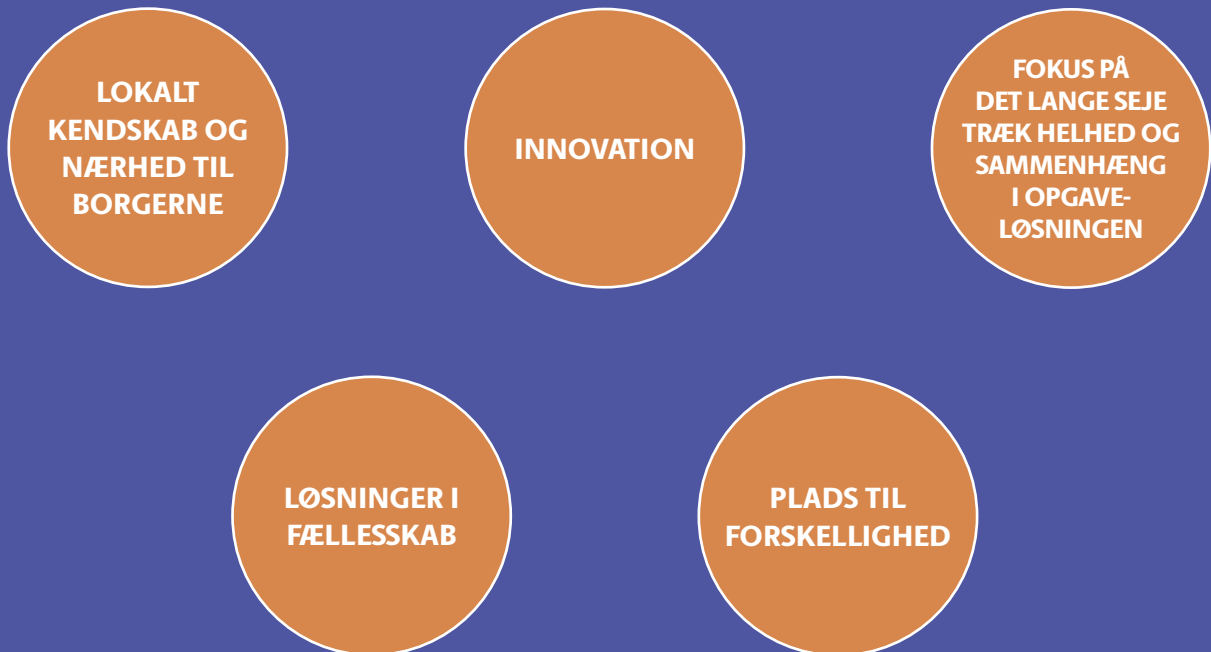 LOKALT
KENDSKAB OG
NÆRHED TIL
BORGERNE
INNOVATION
FOKUS PÅ
DET LANGE SEJE
TRÆK HELHED OG
SAMMENHÆNG
I OPGAVE-
LØSNINGEN
LØSNINGER I
FÆLLESSKAB
PLADS TIL
FORSKELLIGHED